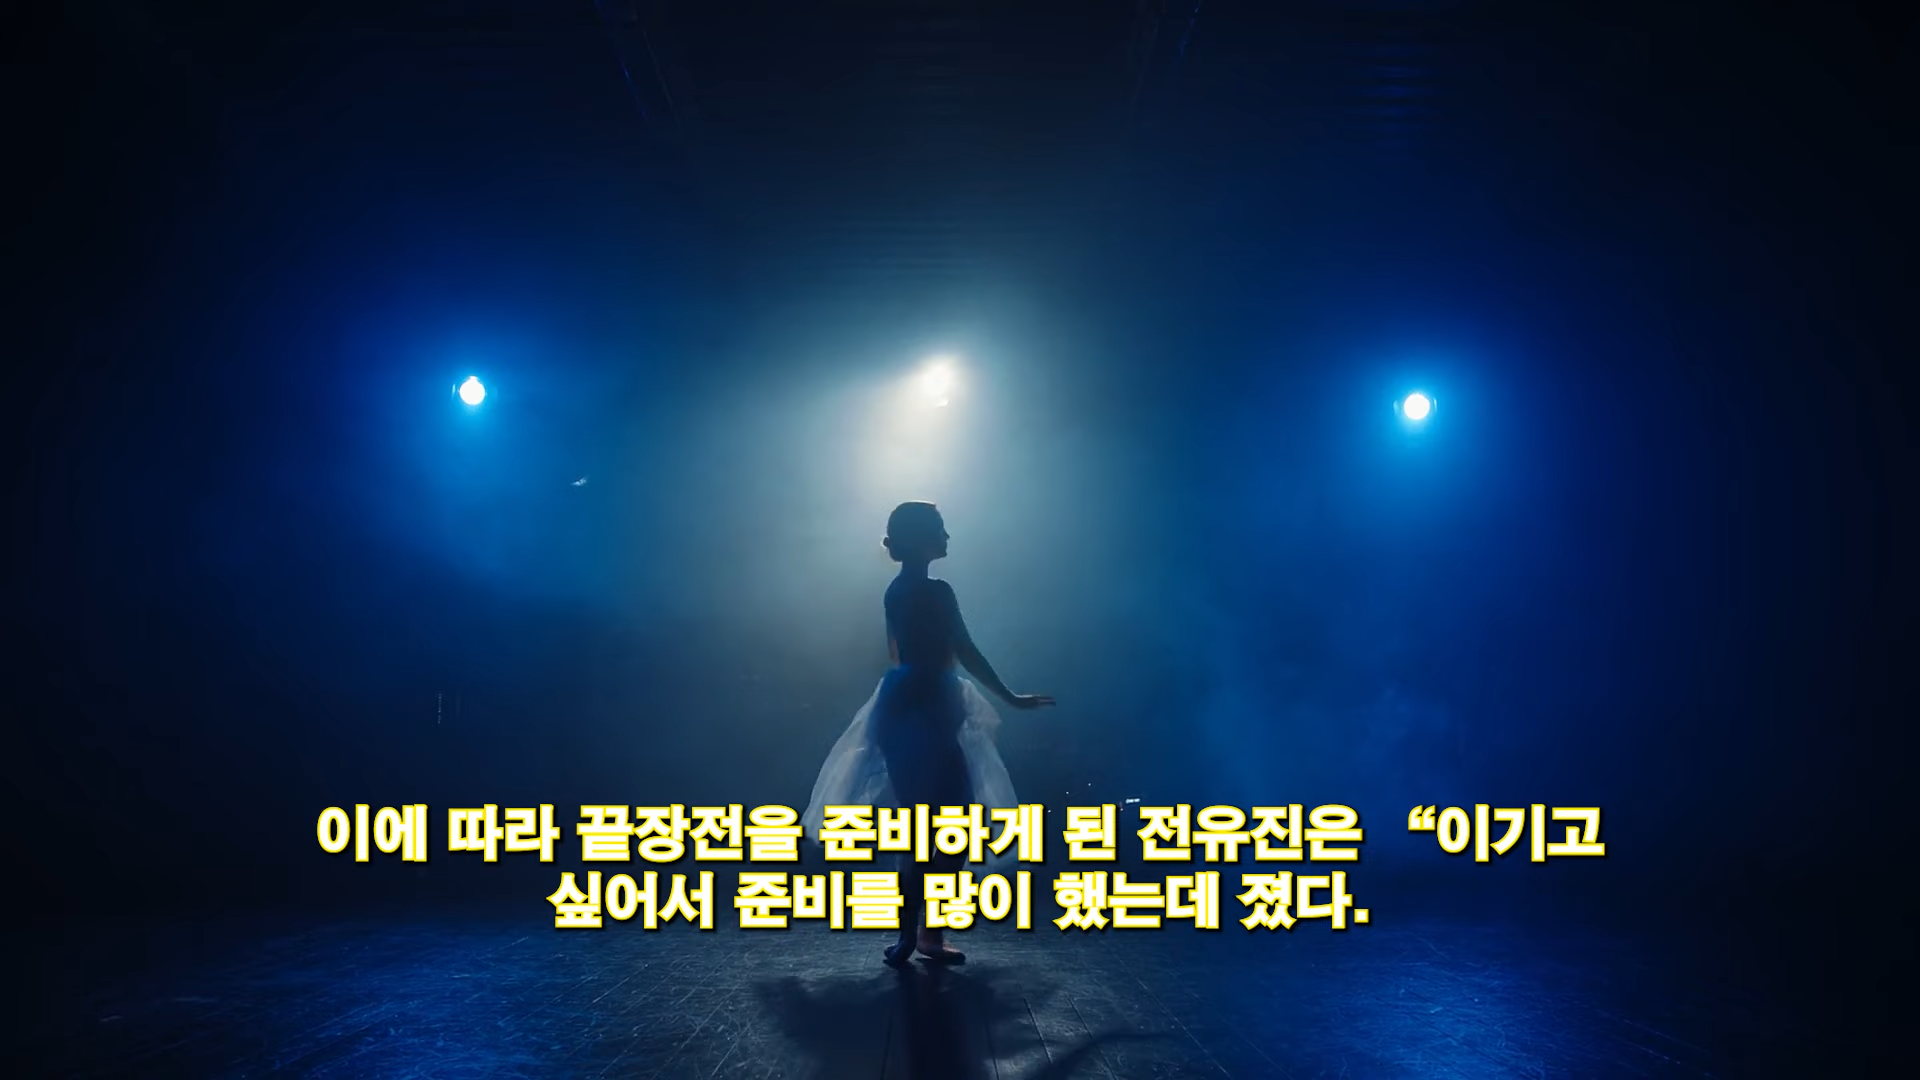 이에 따라 끝장전을 준비하게 된 전유진은 “이기고
싶어서 준비를 많이 했는데 졌다.